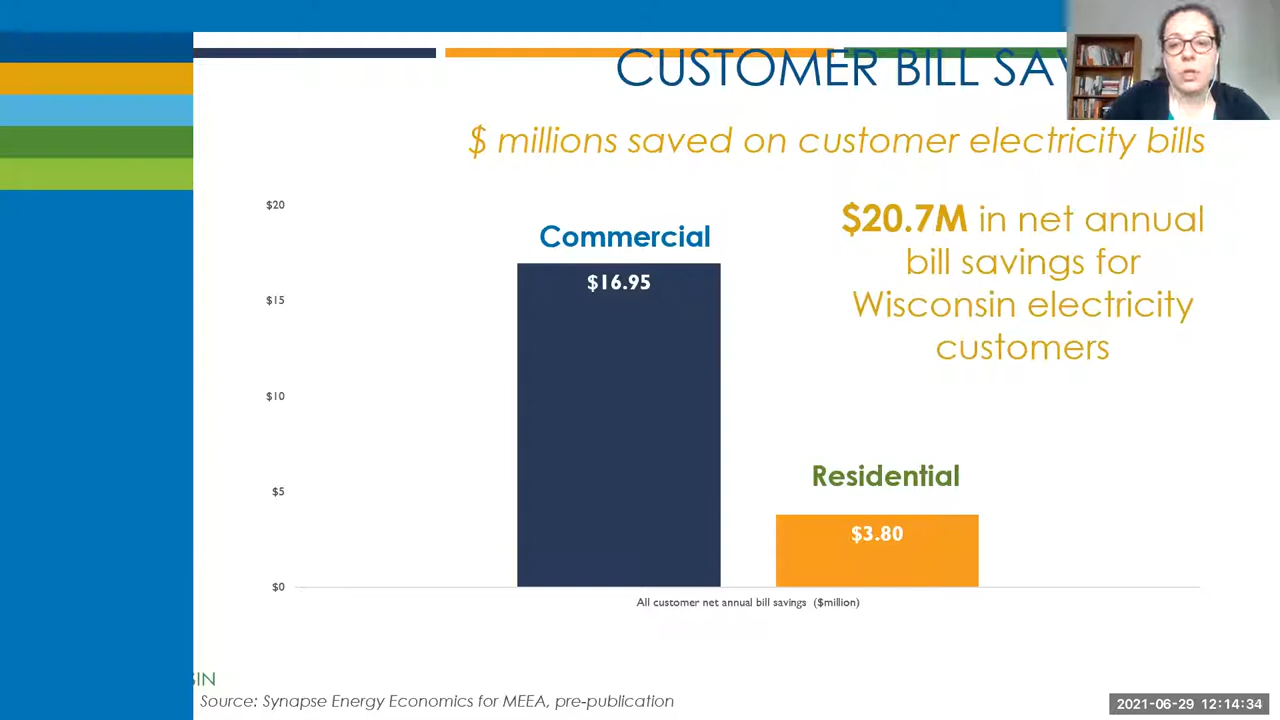 CUSTOMER BILL SAV
$ millions saved on customer electricity bills
$20
$15
$10
$5
$0
Commercial
$16.95
Residential
$3.80
All customer net annual bill savings ($million)
$20.7M in net annual
bill savings for
Wisconsin electricity
customers
SIN
Source: Synapse Energy Economics for MEEA, pre-publication
2021-06-29 12:14:34